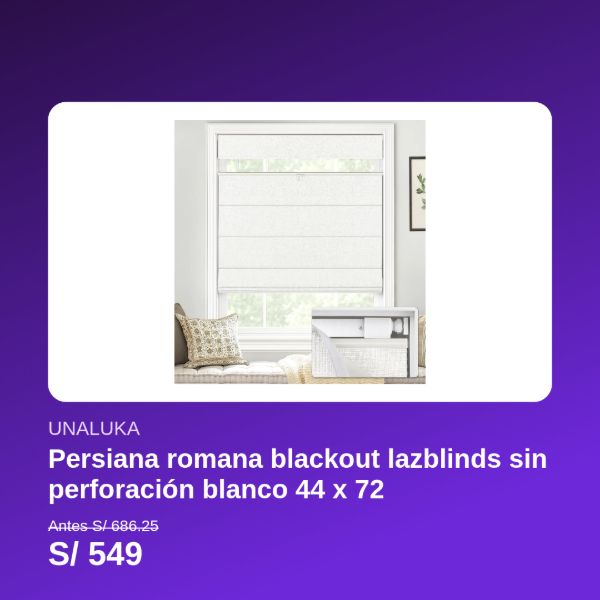 UNALUKA
Persiana romana blackout lazblinds sin
perforación blanco 44 x 72
Antes S/ 686.25
S/ 549